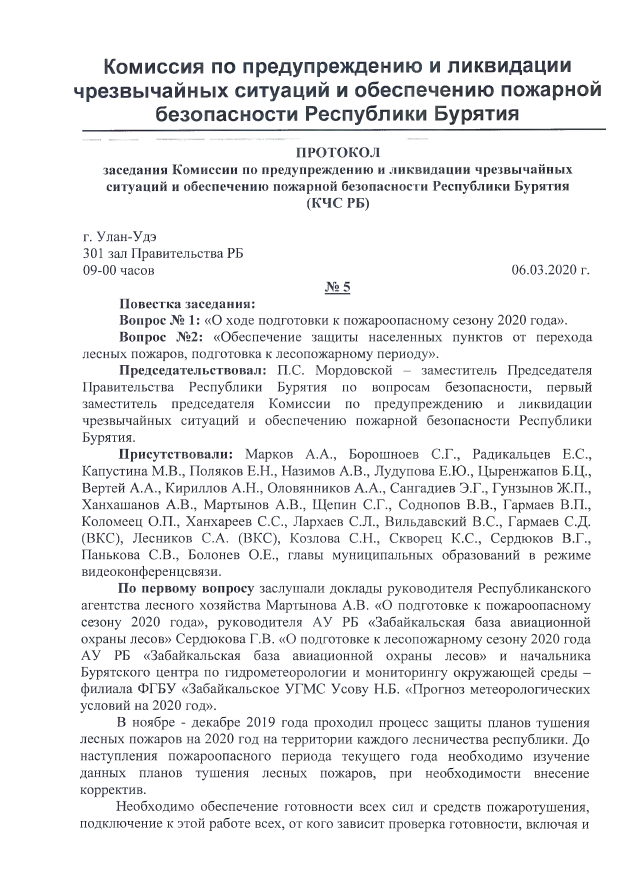 Комиссия по предупреждению и ликвидации
чрезвычайных ситуаций и обеспечению пожарной
безопасности Республики Бурятия
ПРОТОКОЛ
заседания Комиссии по предупреждению и ликвидации чрезвычайных
ситуаций и обеспечению пожарной безопасности Республики Бурятия
(КЧС РБ)
г. Улан-Удэ
301 зал Правительства РБ
09-00 часов 06.03.2020 г.
№ 5
Повестка заседания:
Вопрос № 1: «О ходе подготовки к пожароопасному сезону 2020 года».
Вопрос №2: «Обеспечение защиты населенных пунктов от перехода
лесных пожаров, подготовка к лесопожарному периоду».
Председательствовал: П.С. Мордовской – заместитель Председателя
Правительства Республики Бурятия по вопросам безопасности, первый
заместитель председателя Комиссии по предупреждению и ликвидации
чрезвычайных ситуаций и обеспечению пожарной безопасности Республики
Бурятия.
Присутствовали: Марков А.А., Борошноев С.Г., Радикальцев Е.С.,
Капустина М.В., Поляков Е.Н., Назимов А.В., Лудупова Е.Ю., Цыренжапов Б.Ц.,
Вертей А.А., Кириллов А.Н., Оловянников А.А., Сангадиев Э.Г., Гунзынов Ж.П.,
Ханхашанов А.В., Мартынов А.В., Щепин С.Г., Соднопов В.В., Гармаев В.П.,
Коломеец О.П., Ханхареев С.С., Лархаев С.Л., Вильдавский В.С., Гармаев С.Д.
(ВКС), Лесников С.А. (ВКС), Козлова С.Н., Скворец К.С., Сердюков В.Г.,
Панькова С.В., Болонев О.Е., главы муниципальных образований в режиме
видеоконференцсвязи.
По первому вопросу заслушали доклады руководителя Республиканского
агентства лесного хозяйства Мартынова А.В. «О подготовке к пожароопасному
сезону 2020 года», руководителя АУ РБ «Забайкальская база авиационной
охраны лесов» Сердюкова Г.В. «О подготовке к лесопожарному сезону 2020 года
АУ РБ «Забайкальская база авиационной охраны лесов» и начальника
Бурятского центра по гидрометеорологии и мониторингу окружающей среды –
филиала ФГБУ «Забайкальское УГМС Усову Н.Б. «Прогноз метеорологических
условий на 2020 год».
В ноябре - декабре 2019 года проходил процесс защиты планов тушения
лесных пожаров на 2020 год на территории каждого лесничества республики. До
наступления пожароопасного периода текущего года необходимо изучение
данных планов тушения лесных пожаров, при необходимости внесение
корректив.
Необходимо обеспечение готовности всех сил и средств пожаротушения,
подключение к этой работе всех, от кого зависит проверка готовности, включая и